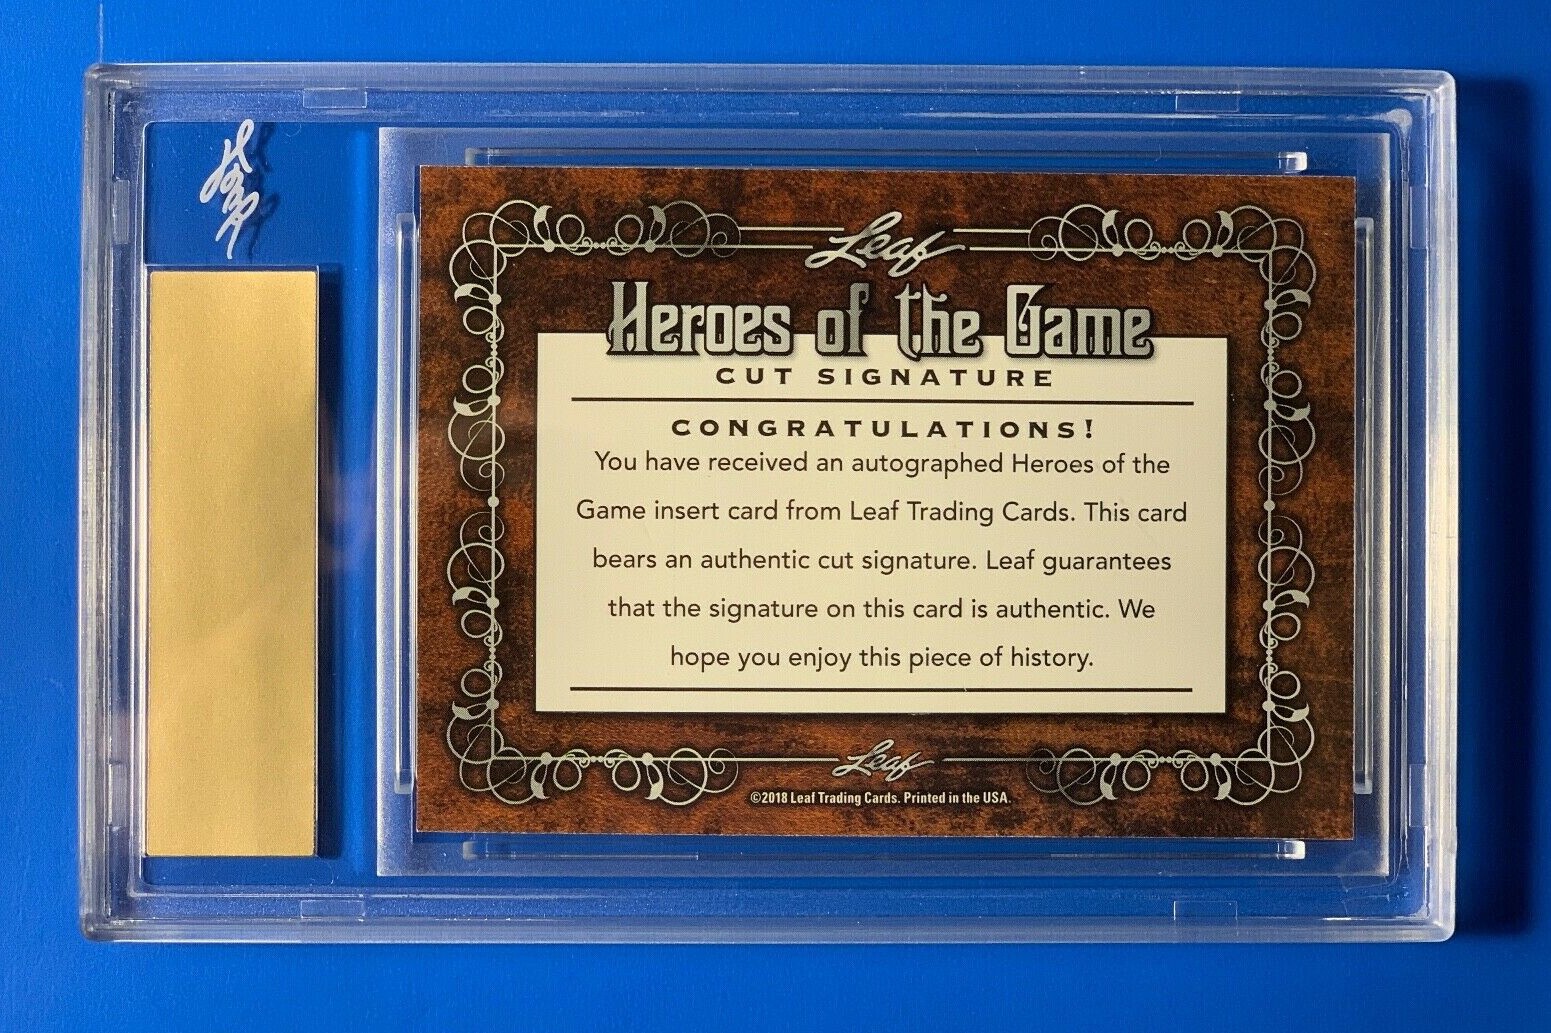 Leaf
Heroes of the Game
CUT SIGNATURE
CONGRATULATIONS!
You have received an autographed Heroes of the
Game insert card from Leaf Trading Cards. This card
bears an authentic cut signature. Leaf guarantees
that the signature on this card is authentic. We
hope you enjoy this piece of history.
Leaf
©2018 Leaf Trading Cards. Printed in the USA.